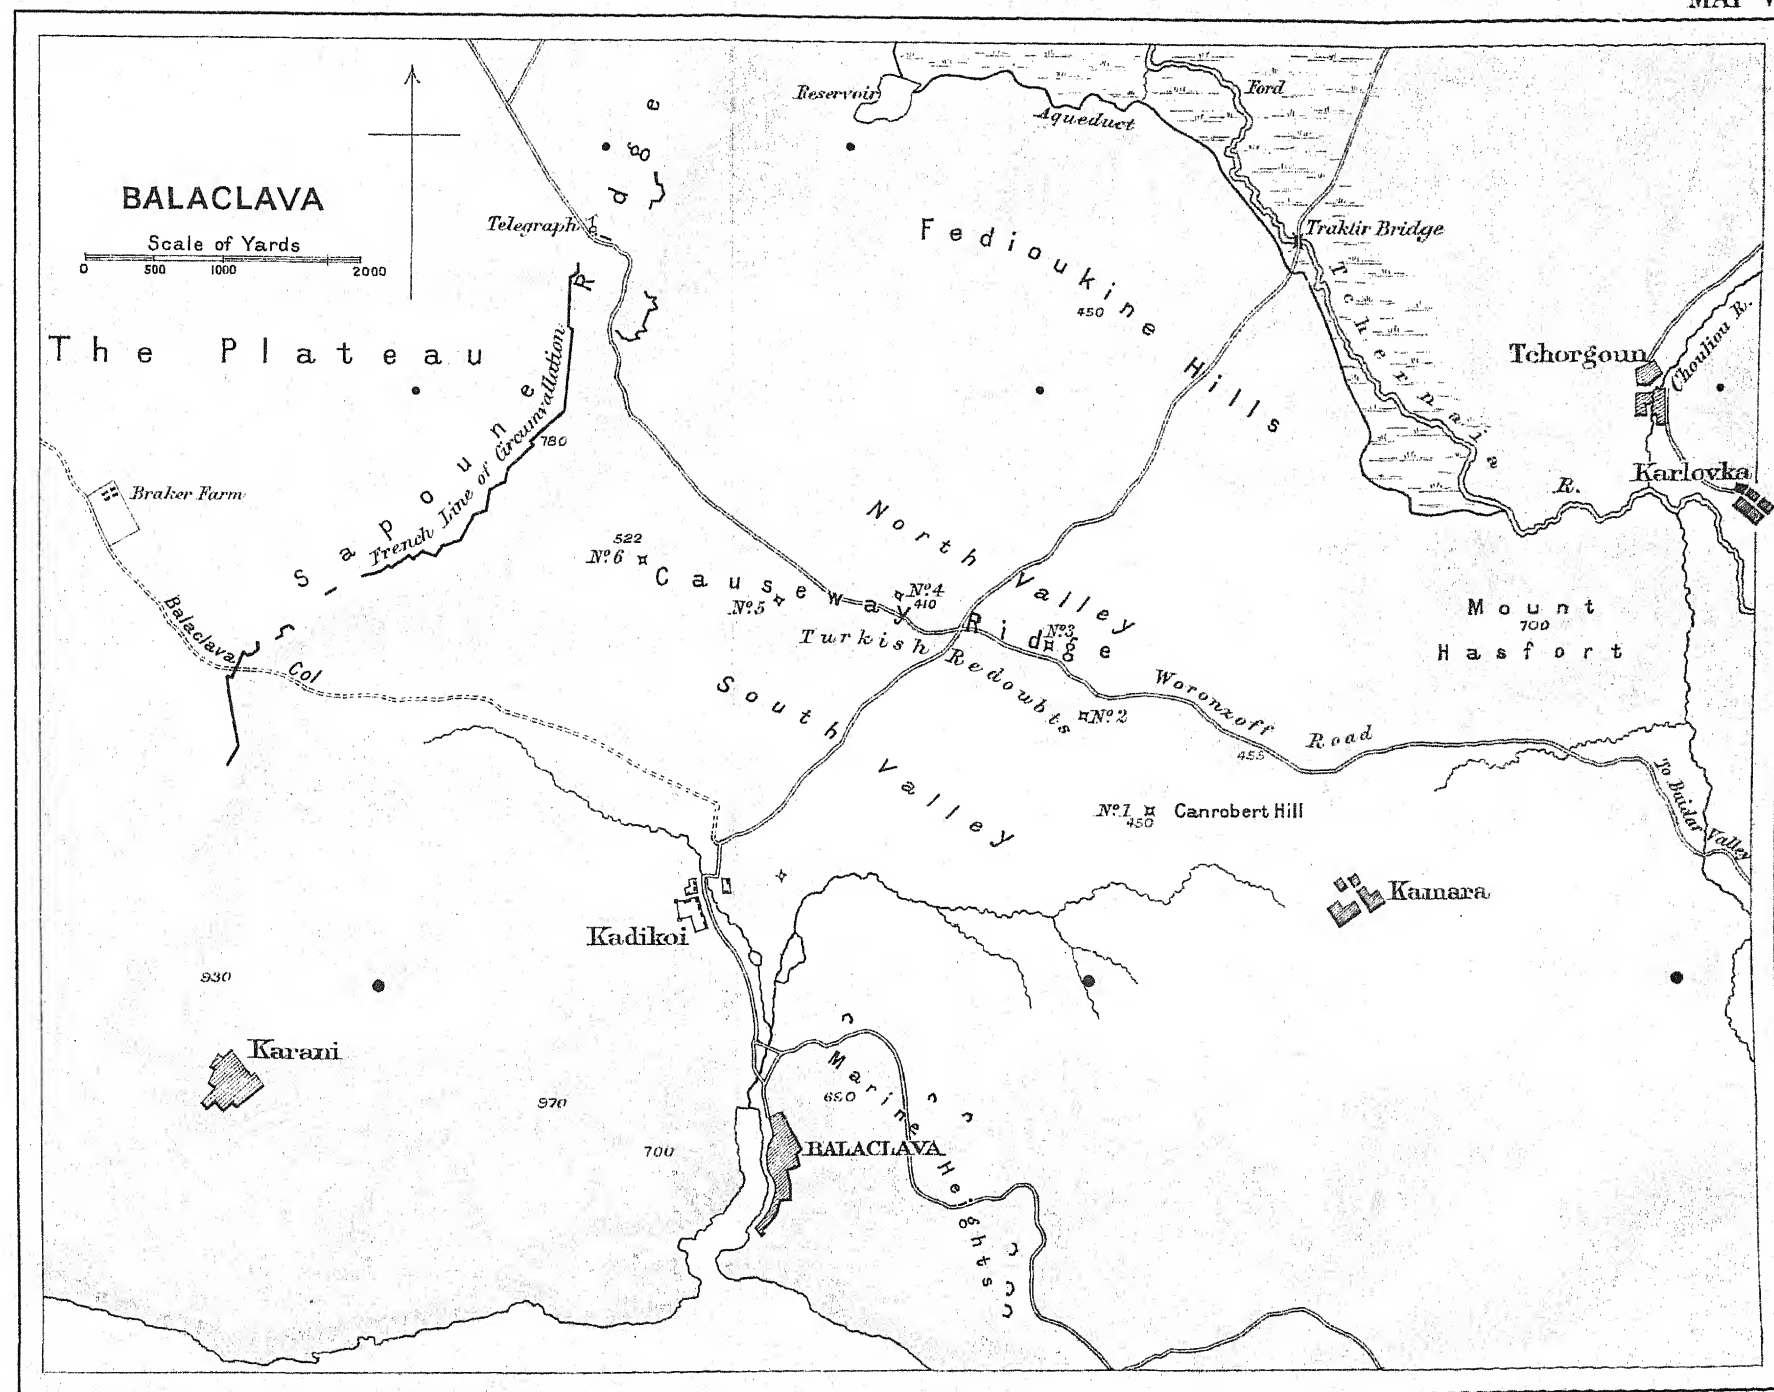 MAP V
BALACLAVA
Scale of Yards
0 500 1000 2000
Reservoir
Aqueduct
Ford
Telegraph
Traktir Bridge
Fedioukine Hills
450
Tchernaia R.
The Plateau
Sapouné Ridge
French Line of Circumvallation
780
Tchorgoun
Chouliou R.
Karlovka
Braker Farm
Balaclava Col
522
No. 6
Causeway Ridge
No. 5
No. 4
410
North Valley
No. 3
Turkish Redoubts
No. 2
Mount
700
Hasfort
Woronzoff Road
455
South Valley
To Baidar Valley
No. 1
450
Canrobert Hill
Kamara
Kadikoi
930
Karani
970
700
Marine Heights
BALACLAVA